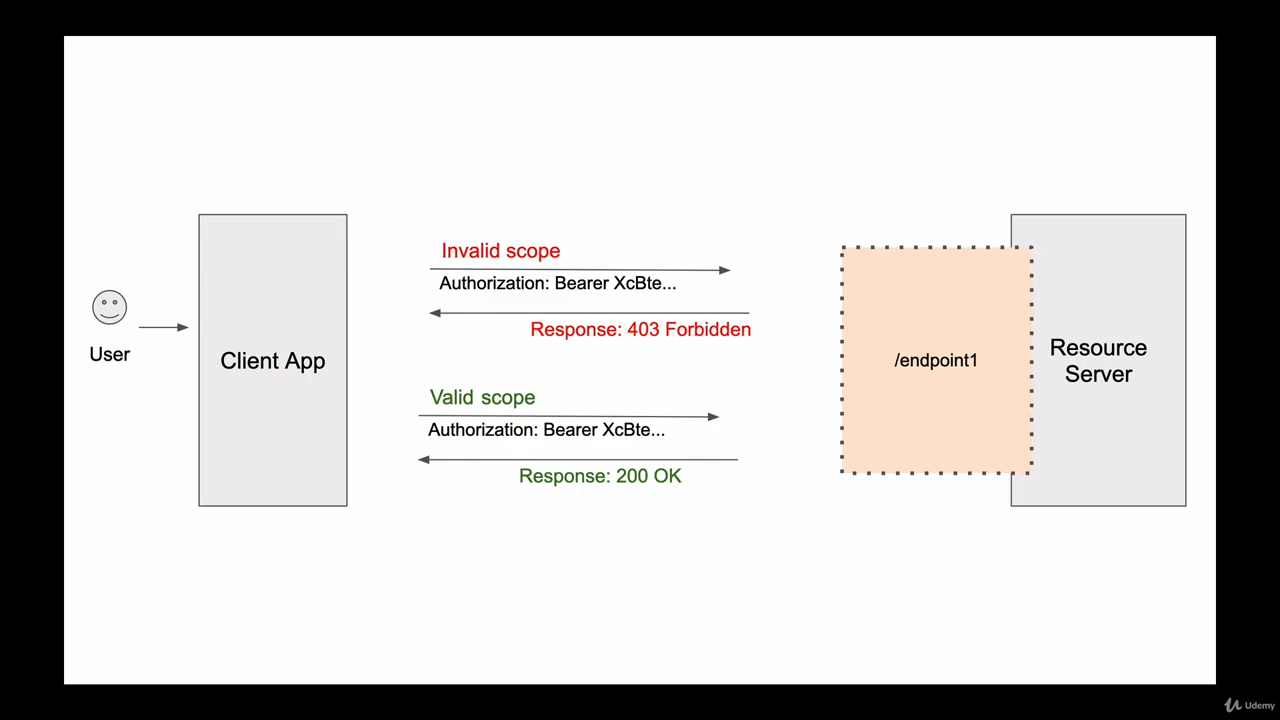 User
Client App
Invalid scope
Authorization: Bearer XcBte...
Response: 403 Forbidden
Valid scope
Authorization: Bearer XcBte...
Response: 200 OK
/endpoint1
Resource
Server
Udemy